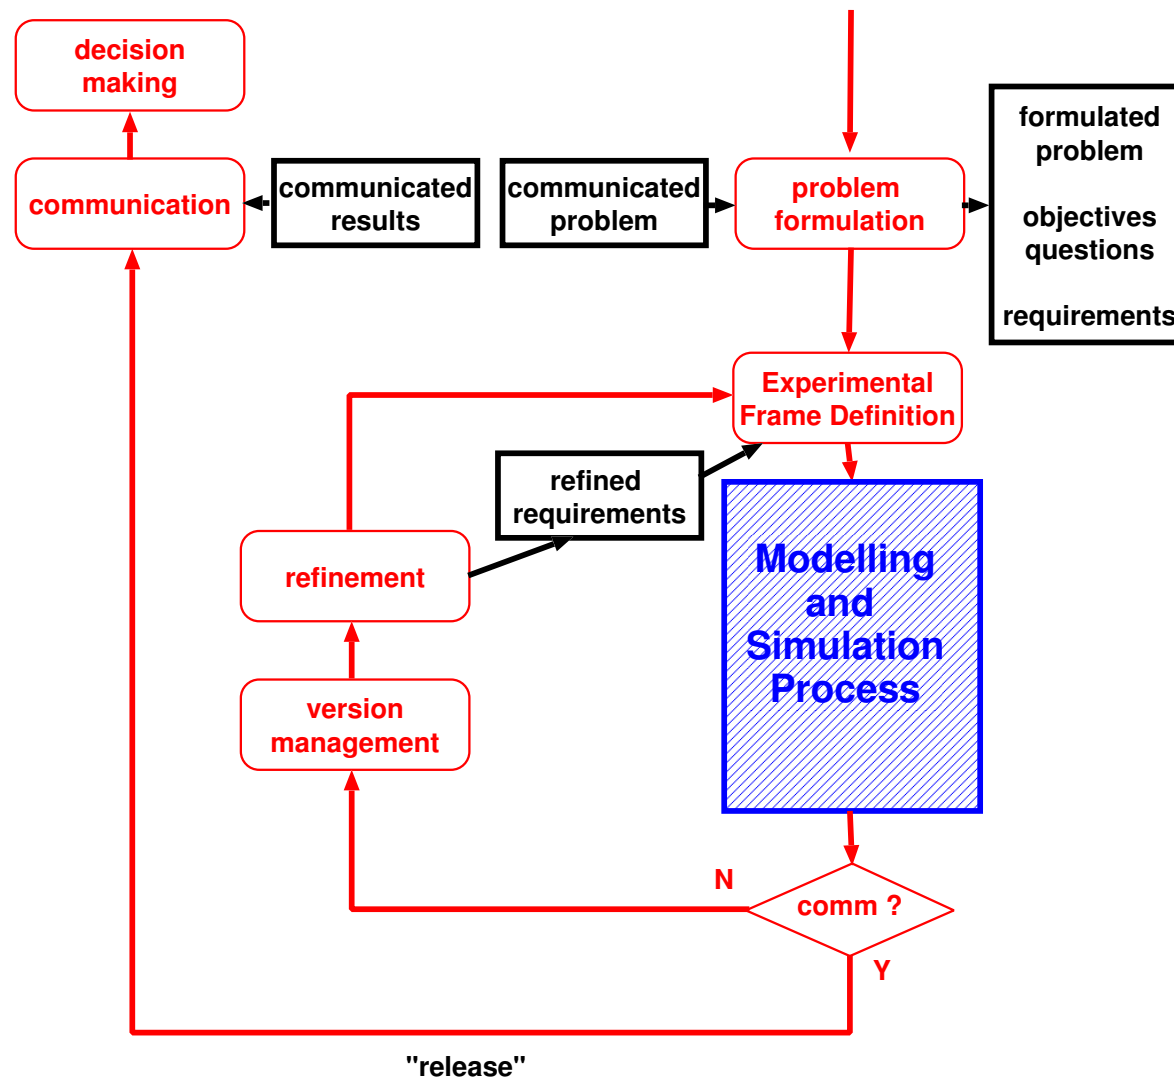 decision
making
communication
communicated
results
communicated
problem
problem
formulation
formulated
problem
objectives
questions
requirements
Experimental
Frame Definition
refined
requirements
refinement
Modelling
and
Simulation
Process
version
management
N
comm ?
Y
"release"